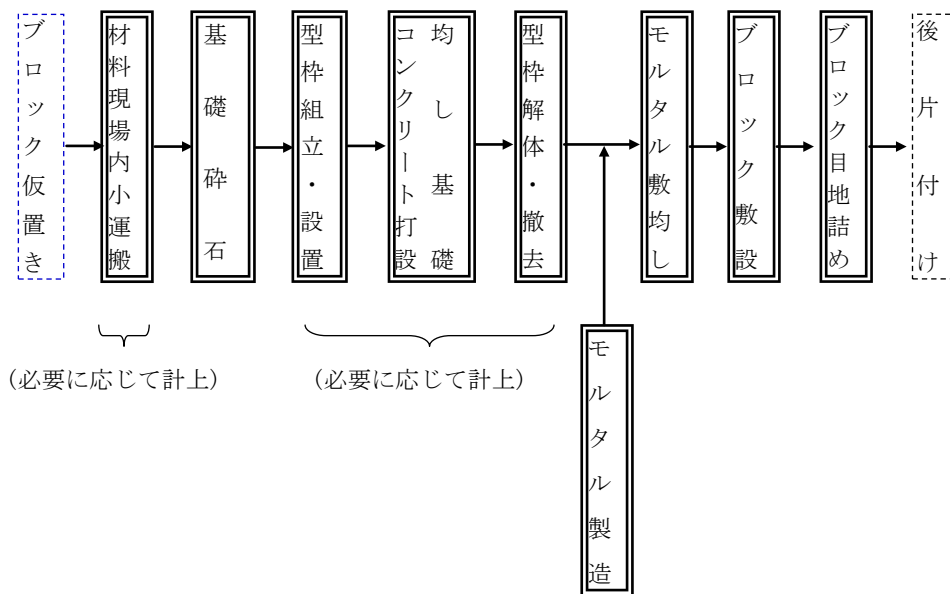 ブロック仮置き
材料現場内小運搬
基礎砕石
型枠組立・設置
均し基礎
コンクリート打設
型枠解体・撤去
モルタル敷均し
ブロック敷設
ブロック目地詰め
後片付け
(必要に応じて計上)
(必要に応じて計上)
モルタル製造